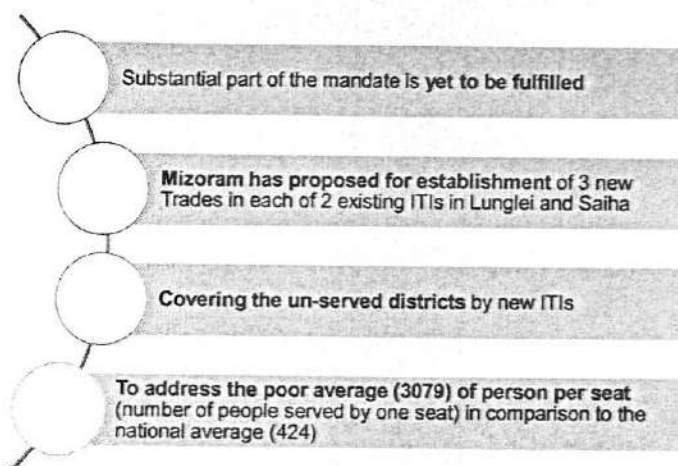 Substantial part of the mandate is yet to be fulfilled
Mizoram has proposed for establishment of 3 new
Trades in each of 2 existing ITIs in Lunglei and Saiha
Covering the un-served districts by new ITIs
To address the poor average (3079) of person per seat
(number of people served by one seat) in comparison to the
national average (424)